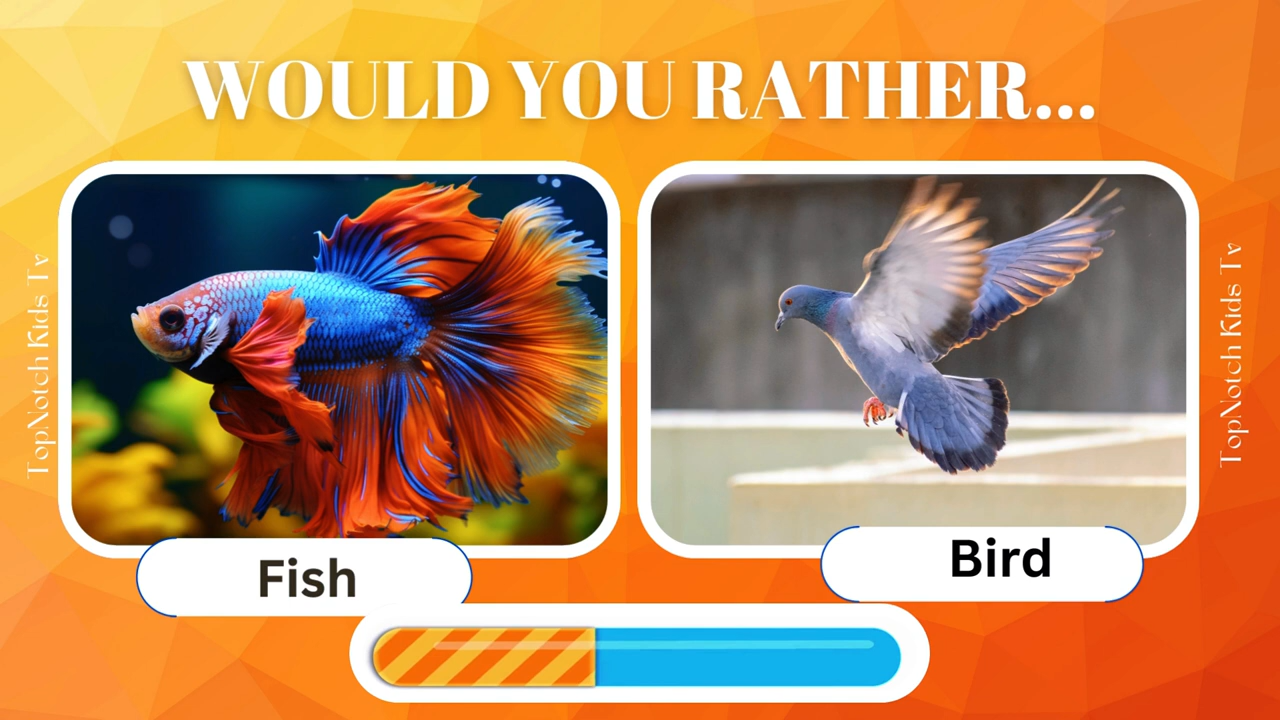 WOULD YOU RATHER...
TopNotch Kids Tv
TopNotch Kids Tv
Fish
Bird